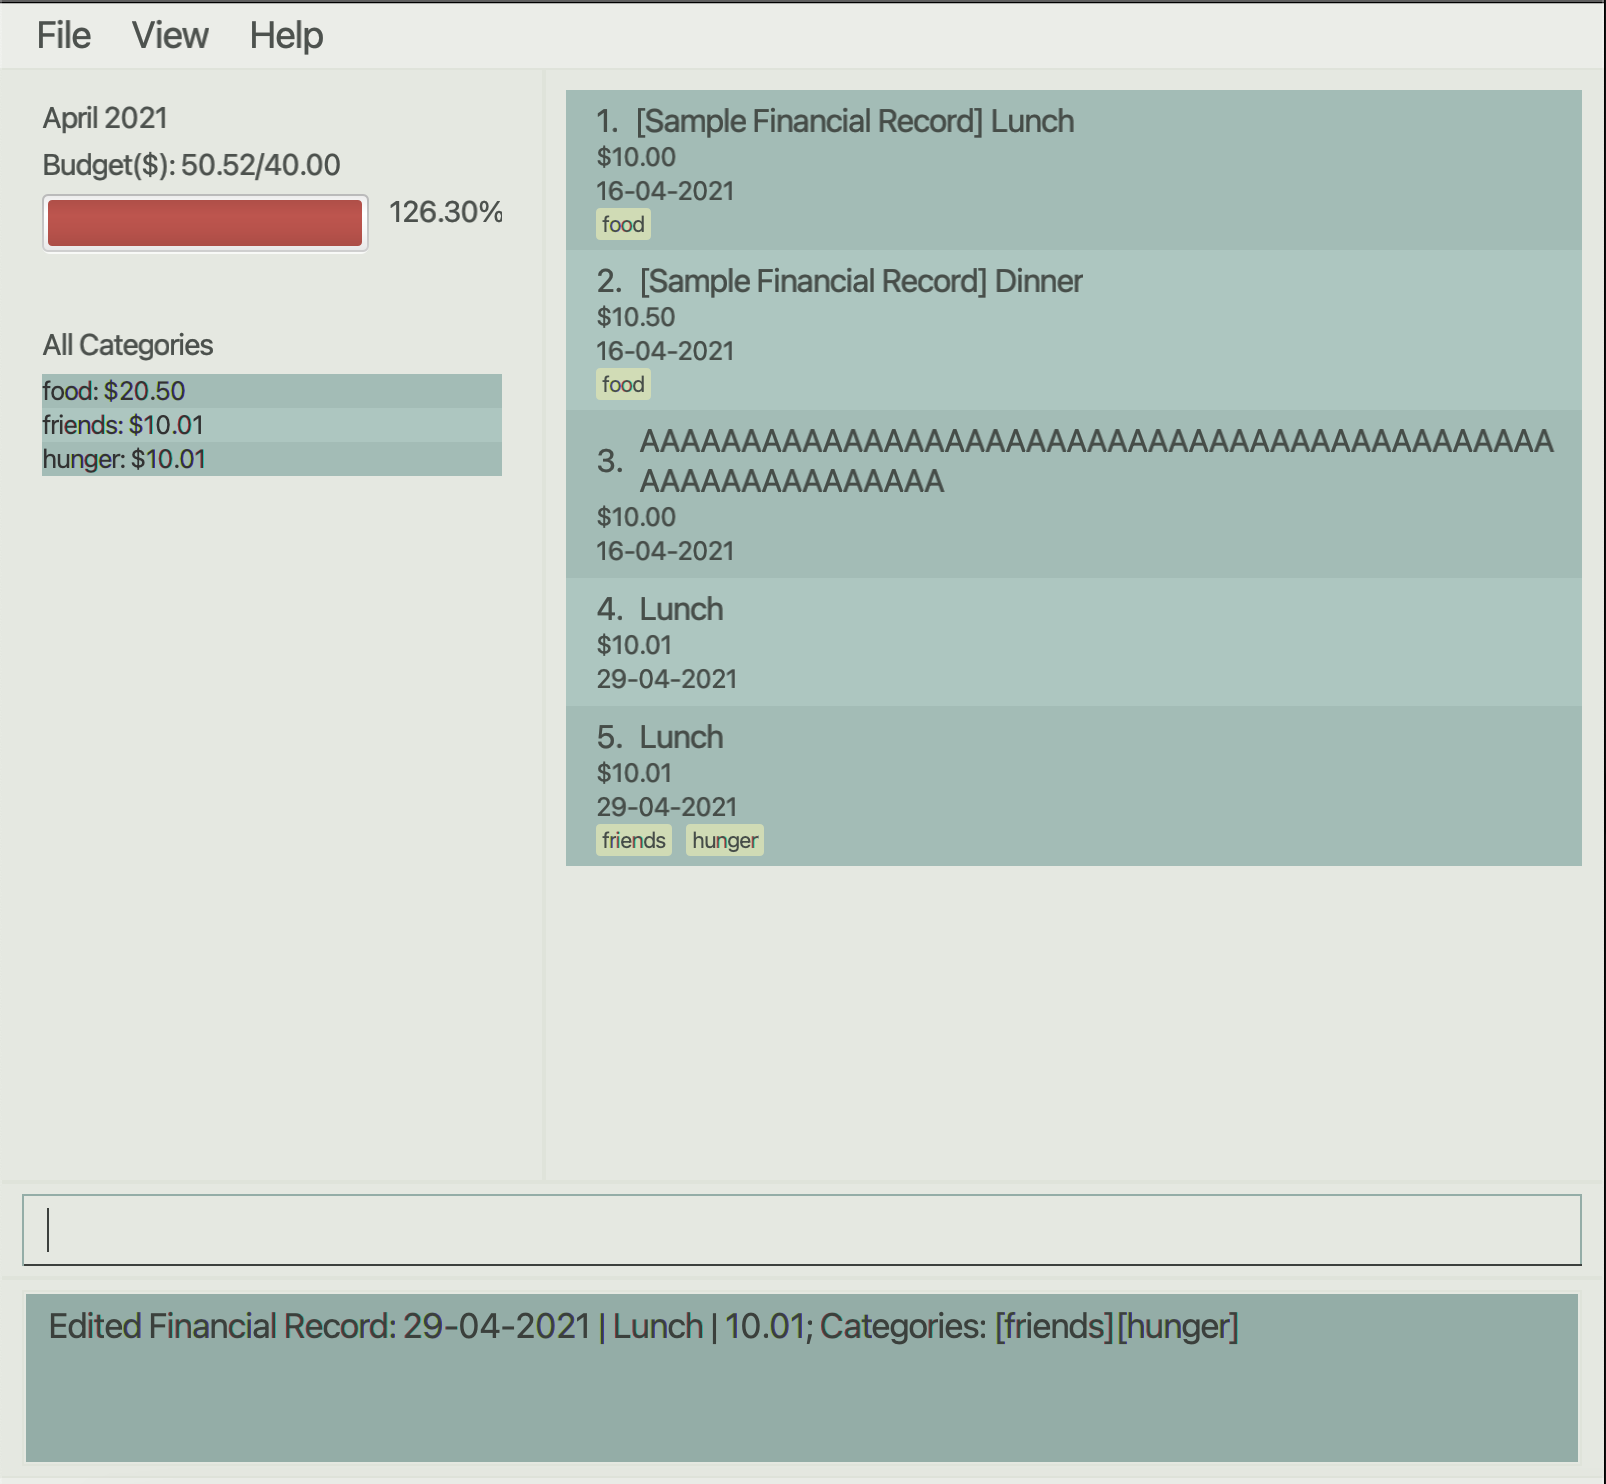 File View Help
April 2021
Budget($): 50.52/40.00
126.30%
All Categories
food: $20.50
friends: $10.01
hunger: $10.01
1. [Sample Financial Record] Lunch
$10.00
16-04-2021
food
2. [Sample Financial Record] Dinner
$10.50
16-04-2021
food
3. AAAAAAAAAAAAAAAAAAAAAAAAAAAAAAAAAAAAAAAAAAAAA
AAAAAAAAAAAAAAA
$10.00
16-04-2021
4. Lunch
$10.01
29-04-2021
5. Lunch
$10.01
29-04-2021
friends hunger
Edited Financial Record: 29-04-2021 | Lunch | 10.01; Categories: [friends][hunger]